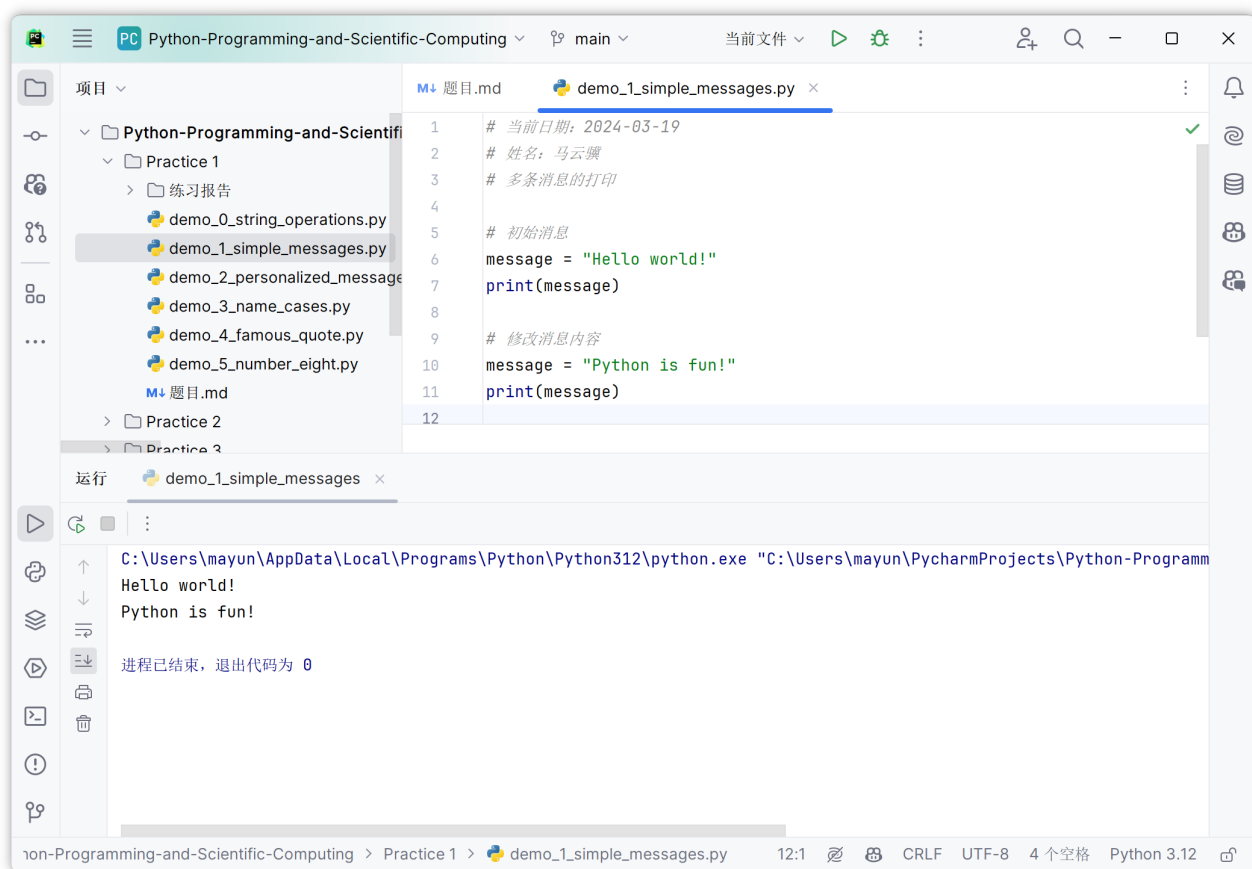 PC Python-Programming-and-Scientific-Computing main 当前文件
项目
M↓ 题目.md demo_1_simple_messages.py
Python-Programming-and-Scientifi
Practice 1
练习报告
demo_0_string_operations.py
demo_1_simple_messages.py
demo_2_personalized_message
demo_3_name_cases.py
demo_4_famous_quote.py
demo_5_number_eight.py
M↓ 题目.md
Practice 2
Practice 3
1 # 当前日期：2024-03-19
2 # 姓名：马云骥
3 # 多条消息的打印
4
5 # 初始消息
6 message = "Hello world!"
7 print(message)
8
9 # 修改消息内容
10 message = "Python is fun!"
11 print(message)
12
运行 demo_1_simple_messages
C:\Users\mayun\AppData\Local\Programs\Python\Python312\python.exe "C:\Users\mayun\PycharmProjects\Python-Programm
Hello world!
Python is fun!
进程已结束，退出代码为 0
hon-Programming-and-Scientific-Computing > Practice 1 > demo_1_simple_messages.py 12:1 CRLF UTF-8 4 个空格 Python 3.12